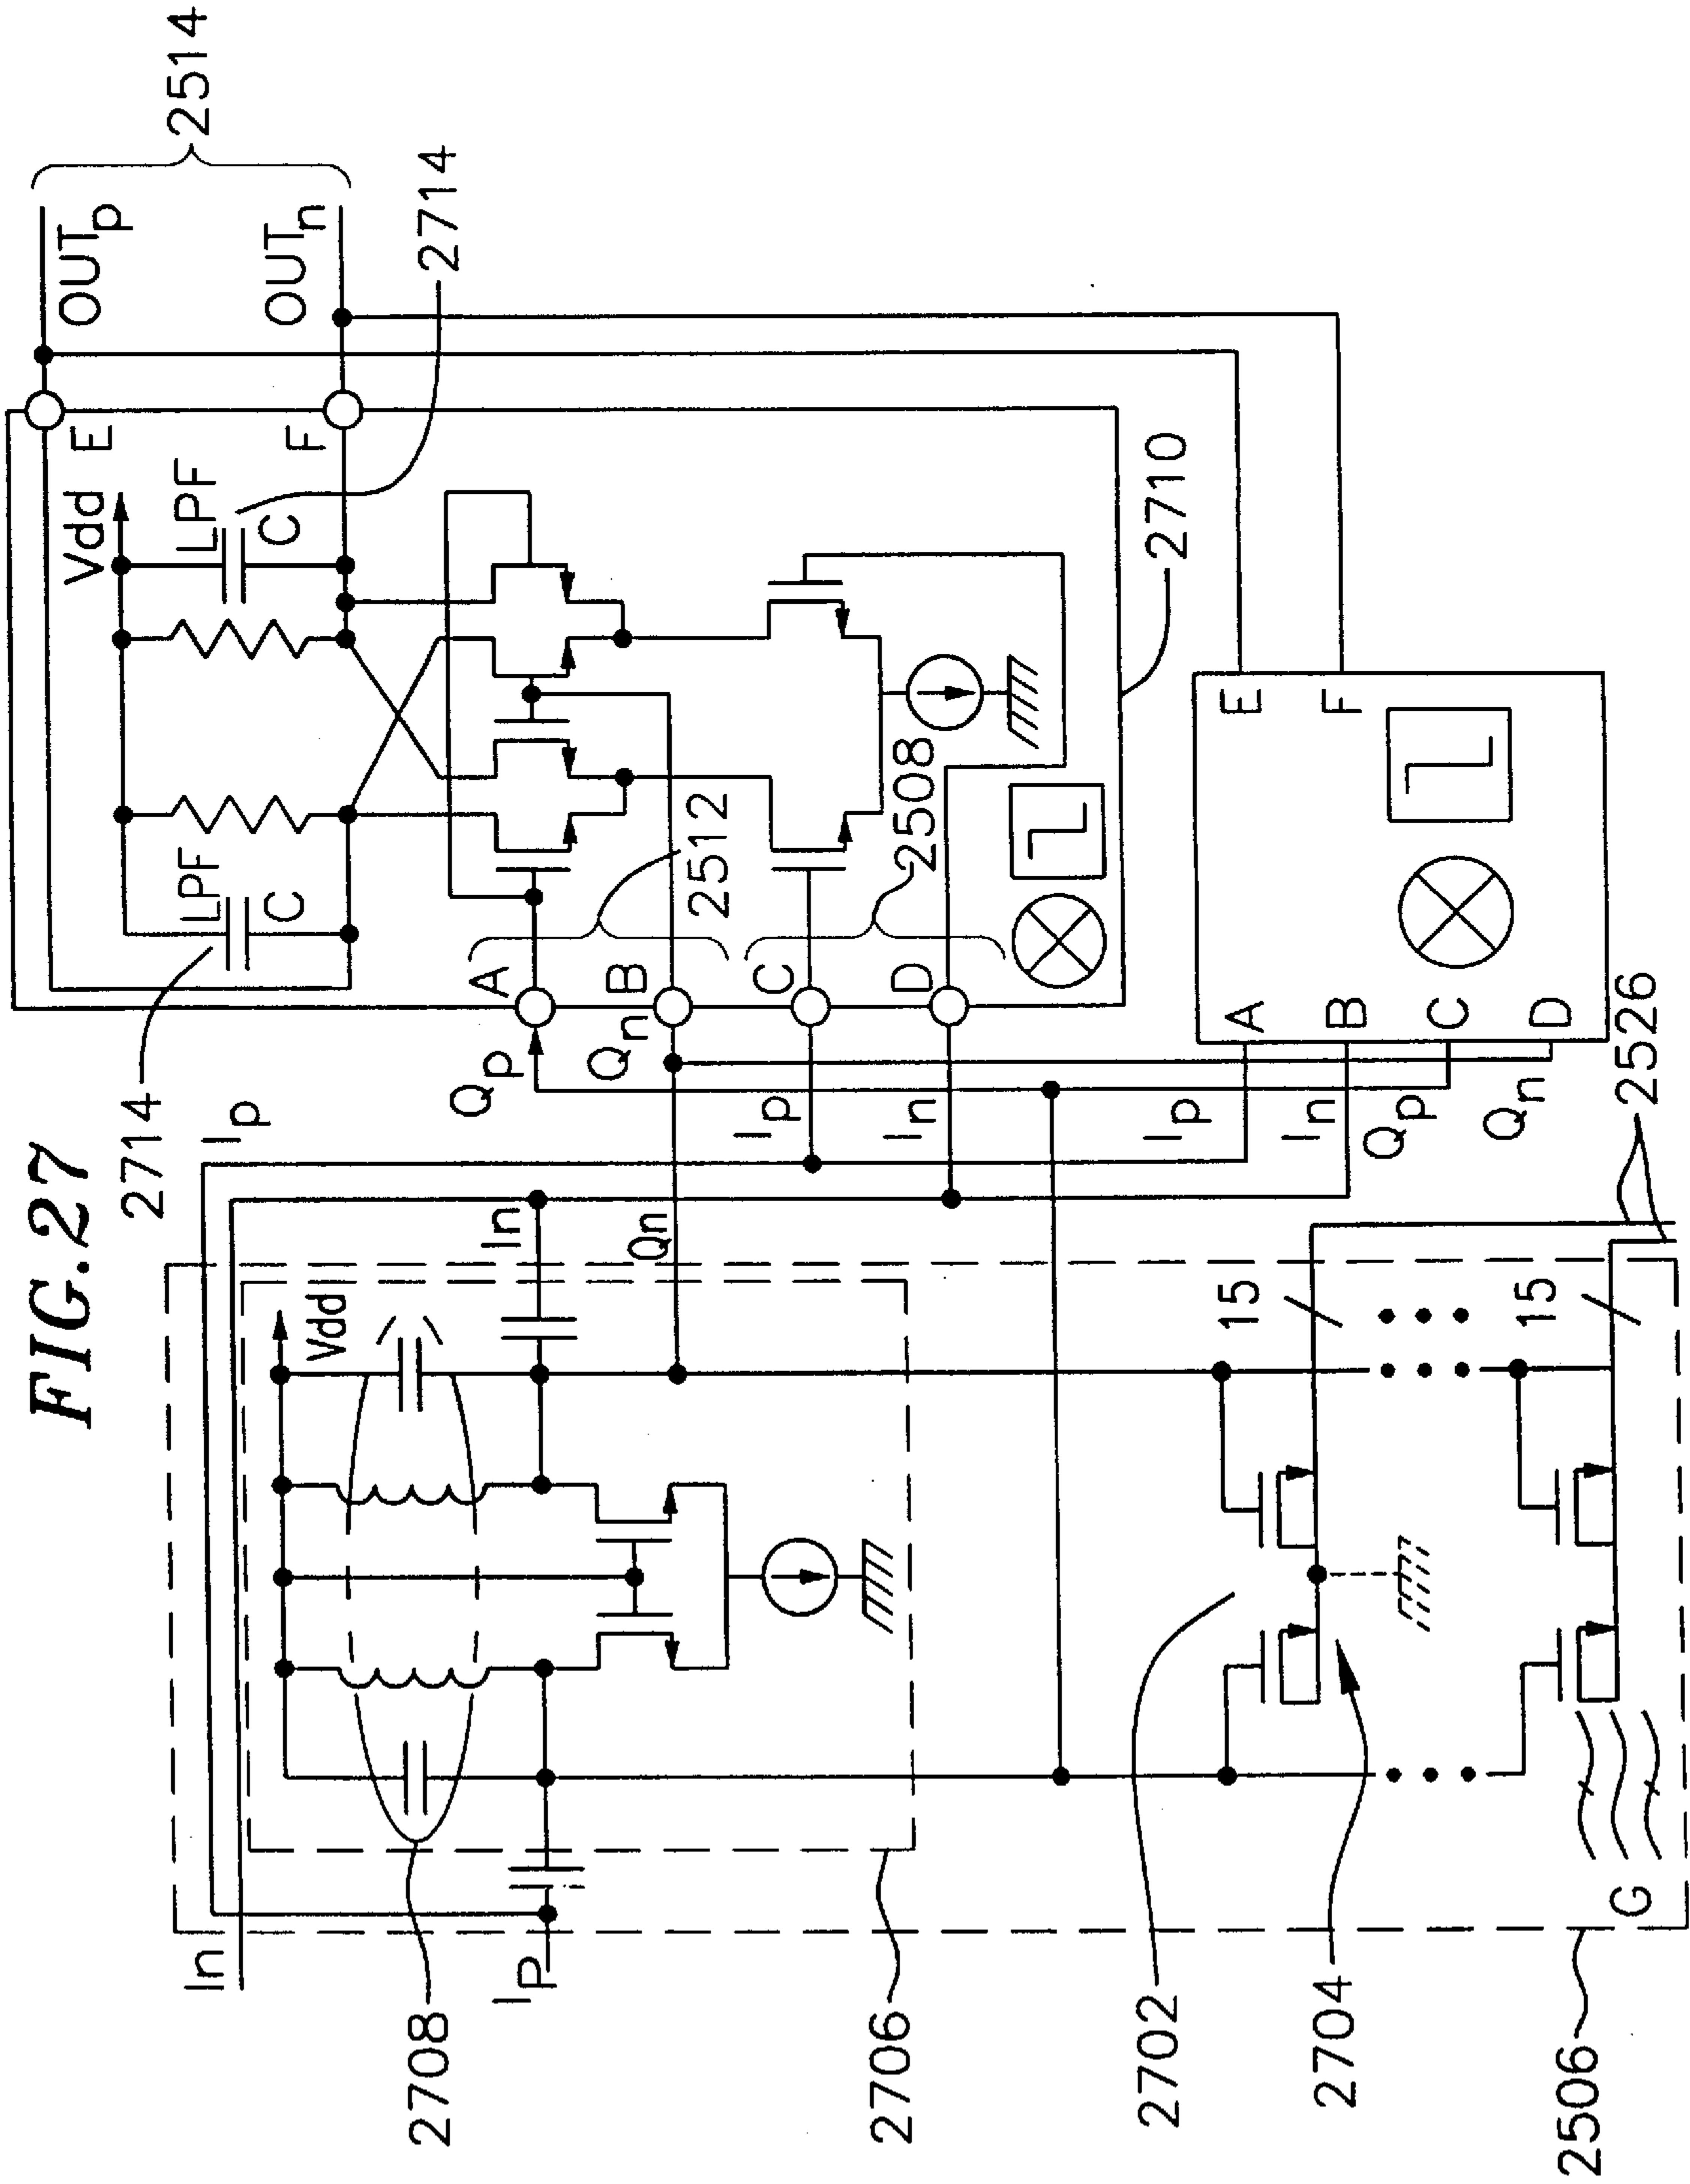 FIG.27
2514
OUTp
OUTn
2714
E
F
Vdd
LPF
C
LPF
C
2714
A
B
C
D
2512
2508
2710
Qp
Qn
Ip
In
Ip
In
Qp
Qn
A
B
C
D
E
F
2526
Ip
In
Qn
Vdd
In
IP
2708
2706
2702
2704
15
15
G
2506